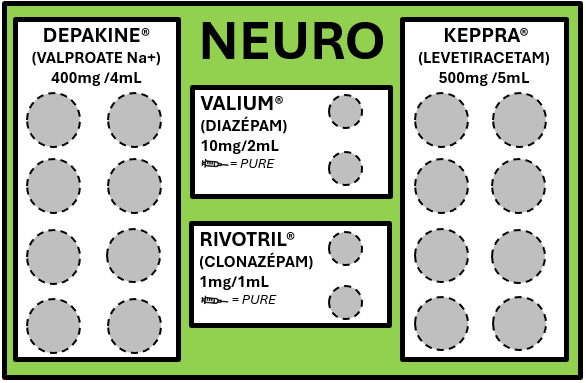 NEURO
DEPAKINE®
(VALPROATE Na+)
400mg /4mL
VALIUM®
(DIAZÉPAM)
10mg/2mL
= PURE
RIVOTRIL®
(CLONAZÉPAM)
1mg/1mL
= PURE
KEPPRA®
(LEVETIRACETAM)
500mg /5mL